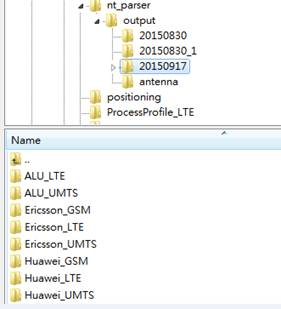 nt_parser
output
20150830
20150830_1
20150917
antenna
positioning
ProcessProfile_LTE
Name
..
ALU_LTE
ALU_UMTS
Ericsson_GSM
Ericsson_LTE
Ericsson_UMTS
Huawei_GSM
Huawei_LTE
Huawei_UMTS